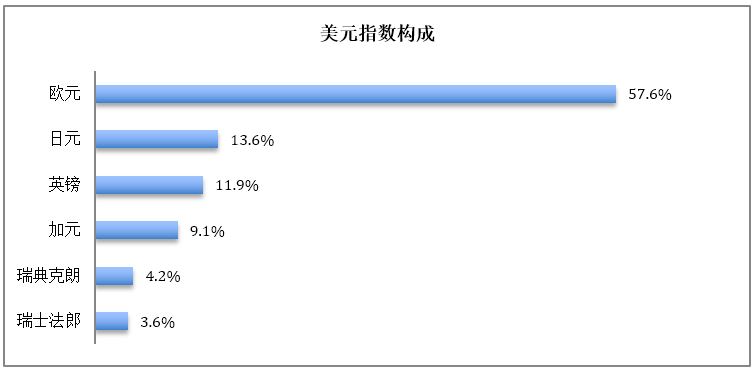 美元指数构成
欧元 57.6%
日元 13.6%
英镑 11.9%
加元 9.1%
瑞典克朗 4.2%
瑞士法郎 3.6%